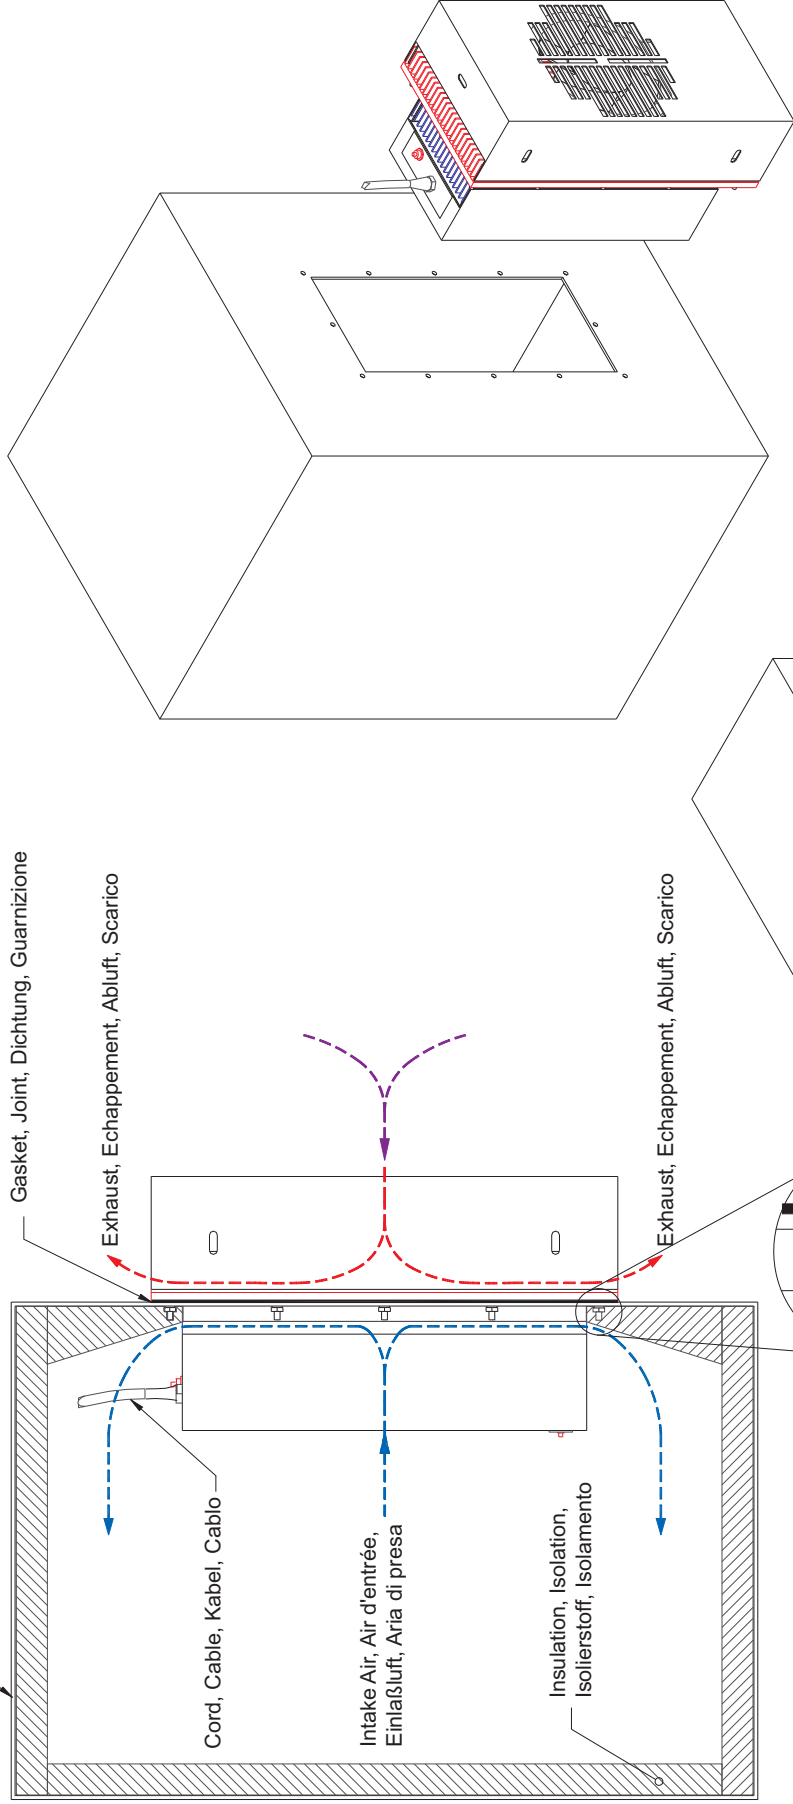 Gasket, Joint, Dichtung, Guarnizione
Exhaust, Echappement, Abluft, Scarico
Cord, Cable, Kabel, Cablo
Intake Air, Air d'entrée,
Einlaßluft, Aria di presa
Insulation, Isolation,
Isolierstoff, Isolamento
Exhaust, Echappement, Abluft, Scarico